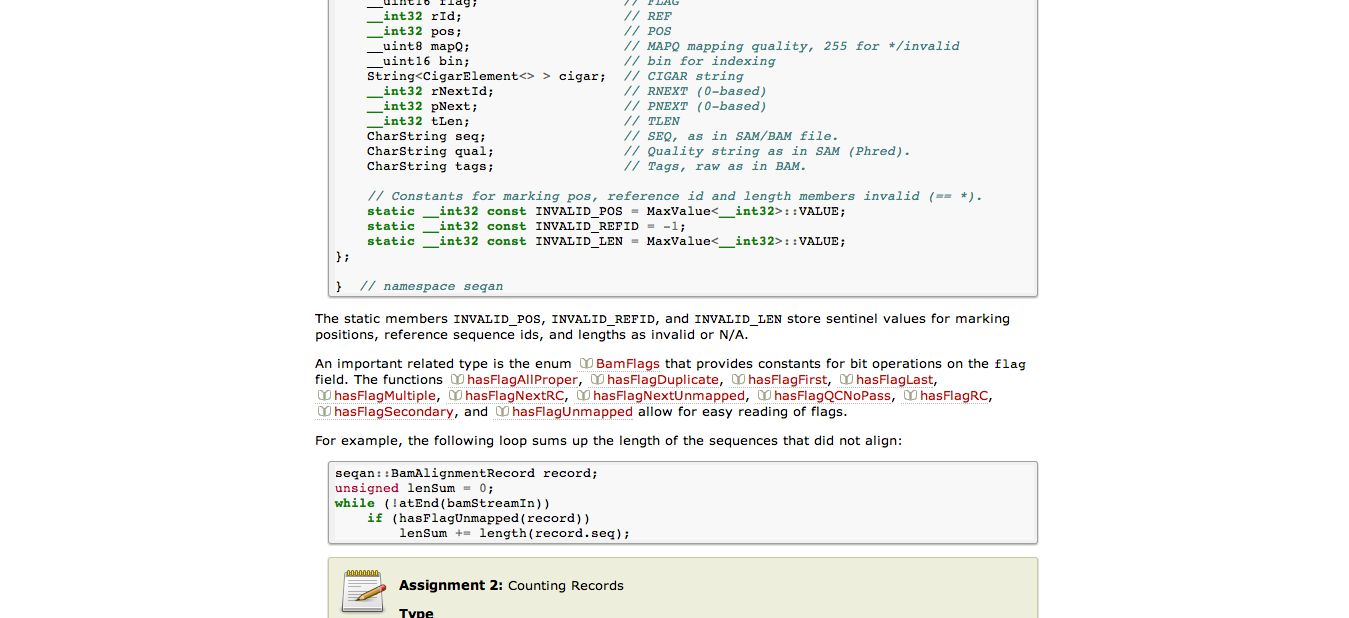 __uint16 flag; // FLAG
__int32 rId; // REF
__int32 pos; // POS
__uint8 mapQ; // MAPQ mapping quality, 255 for */invalid
__uint16 bin; // bin for indexing
String<CigarElement<> > cigar; // CIGAR string
__int32 rNextId; // RNEXT (0-based)
__int32 pNext; // PNEXT (0-based)
__int32 tLen; // TLEN
CharString seq; // SEQ, as in SAM/BAM file.
CharString qual; // Quality string as in SAM (Phred).
CharString tags; // Tags, raw as in BAM.
// Constants for marking pos, reference id and length members invalid (== *).
static __int32 const INVALID_POS = MaxValue<__int32>::VALUE;
static __int32 const INVALID_REFID = -1;
static __int32 const INVALID_LEN = MaxValue<__int32>::VALUE;
};
} // namespace seqan
The static members INVALID_POS, INVALID_REFID, and INVALID_LEN store sentinel values for marking
positions, reference sequence ids, and lengths as invalid or N/A.
An important related type is the enum BamFlags that provides constants for bit operations on the flag
field. The functions hasFlagAllProper, hasFlagDuplicate, hasFlagFirst, hasFlagLast,
hasFlagMultiple, hasFlagNextRC, hasFlagNextUnmapped, hasFlagQCNoPass, hasFlagRC,
hasFlagSecondary, and hasFlagUnmapped allow for easy reading of flags.
For example, the following loop sums up the length of the sequences that did not align:
seqan::BamAlignmentRecord record;
unsigned lenSum = 0;
while (!atEnd(bamStreamIn))
if (hasFlagUnmapped(record))
lenSum += length(record.seq);
Assignment 2: Counting Records
Type